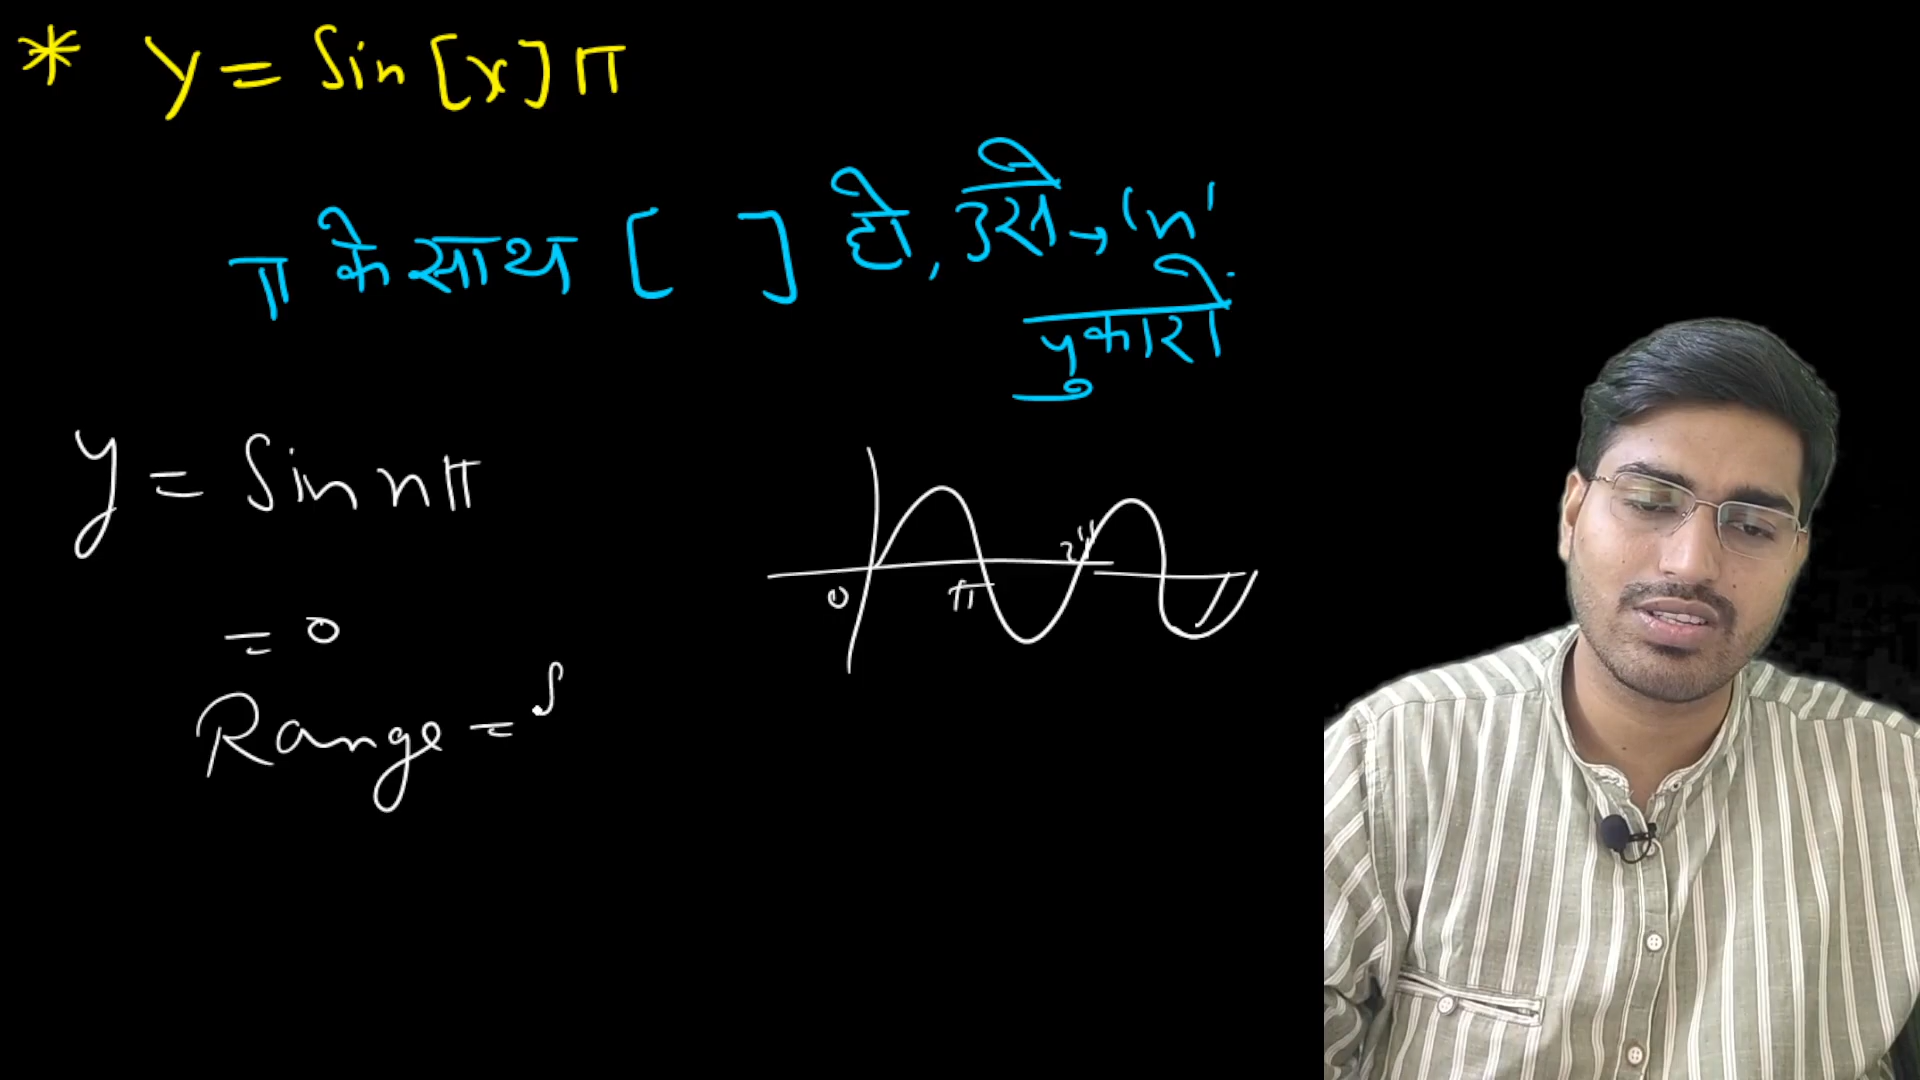 * y = Sin [x] π
π के साथ [ ] हो, उसे → 'n'
पुकारो
y = Sin nπ
= 0
Range = 
0 π 2π